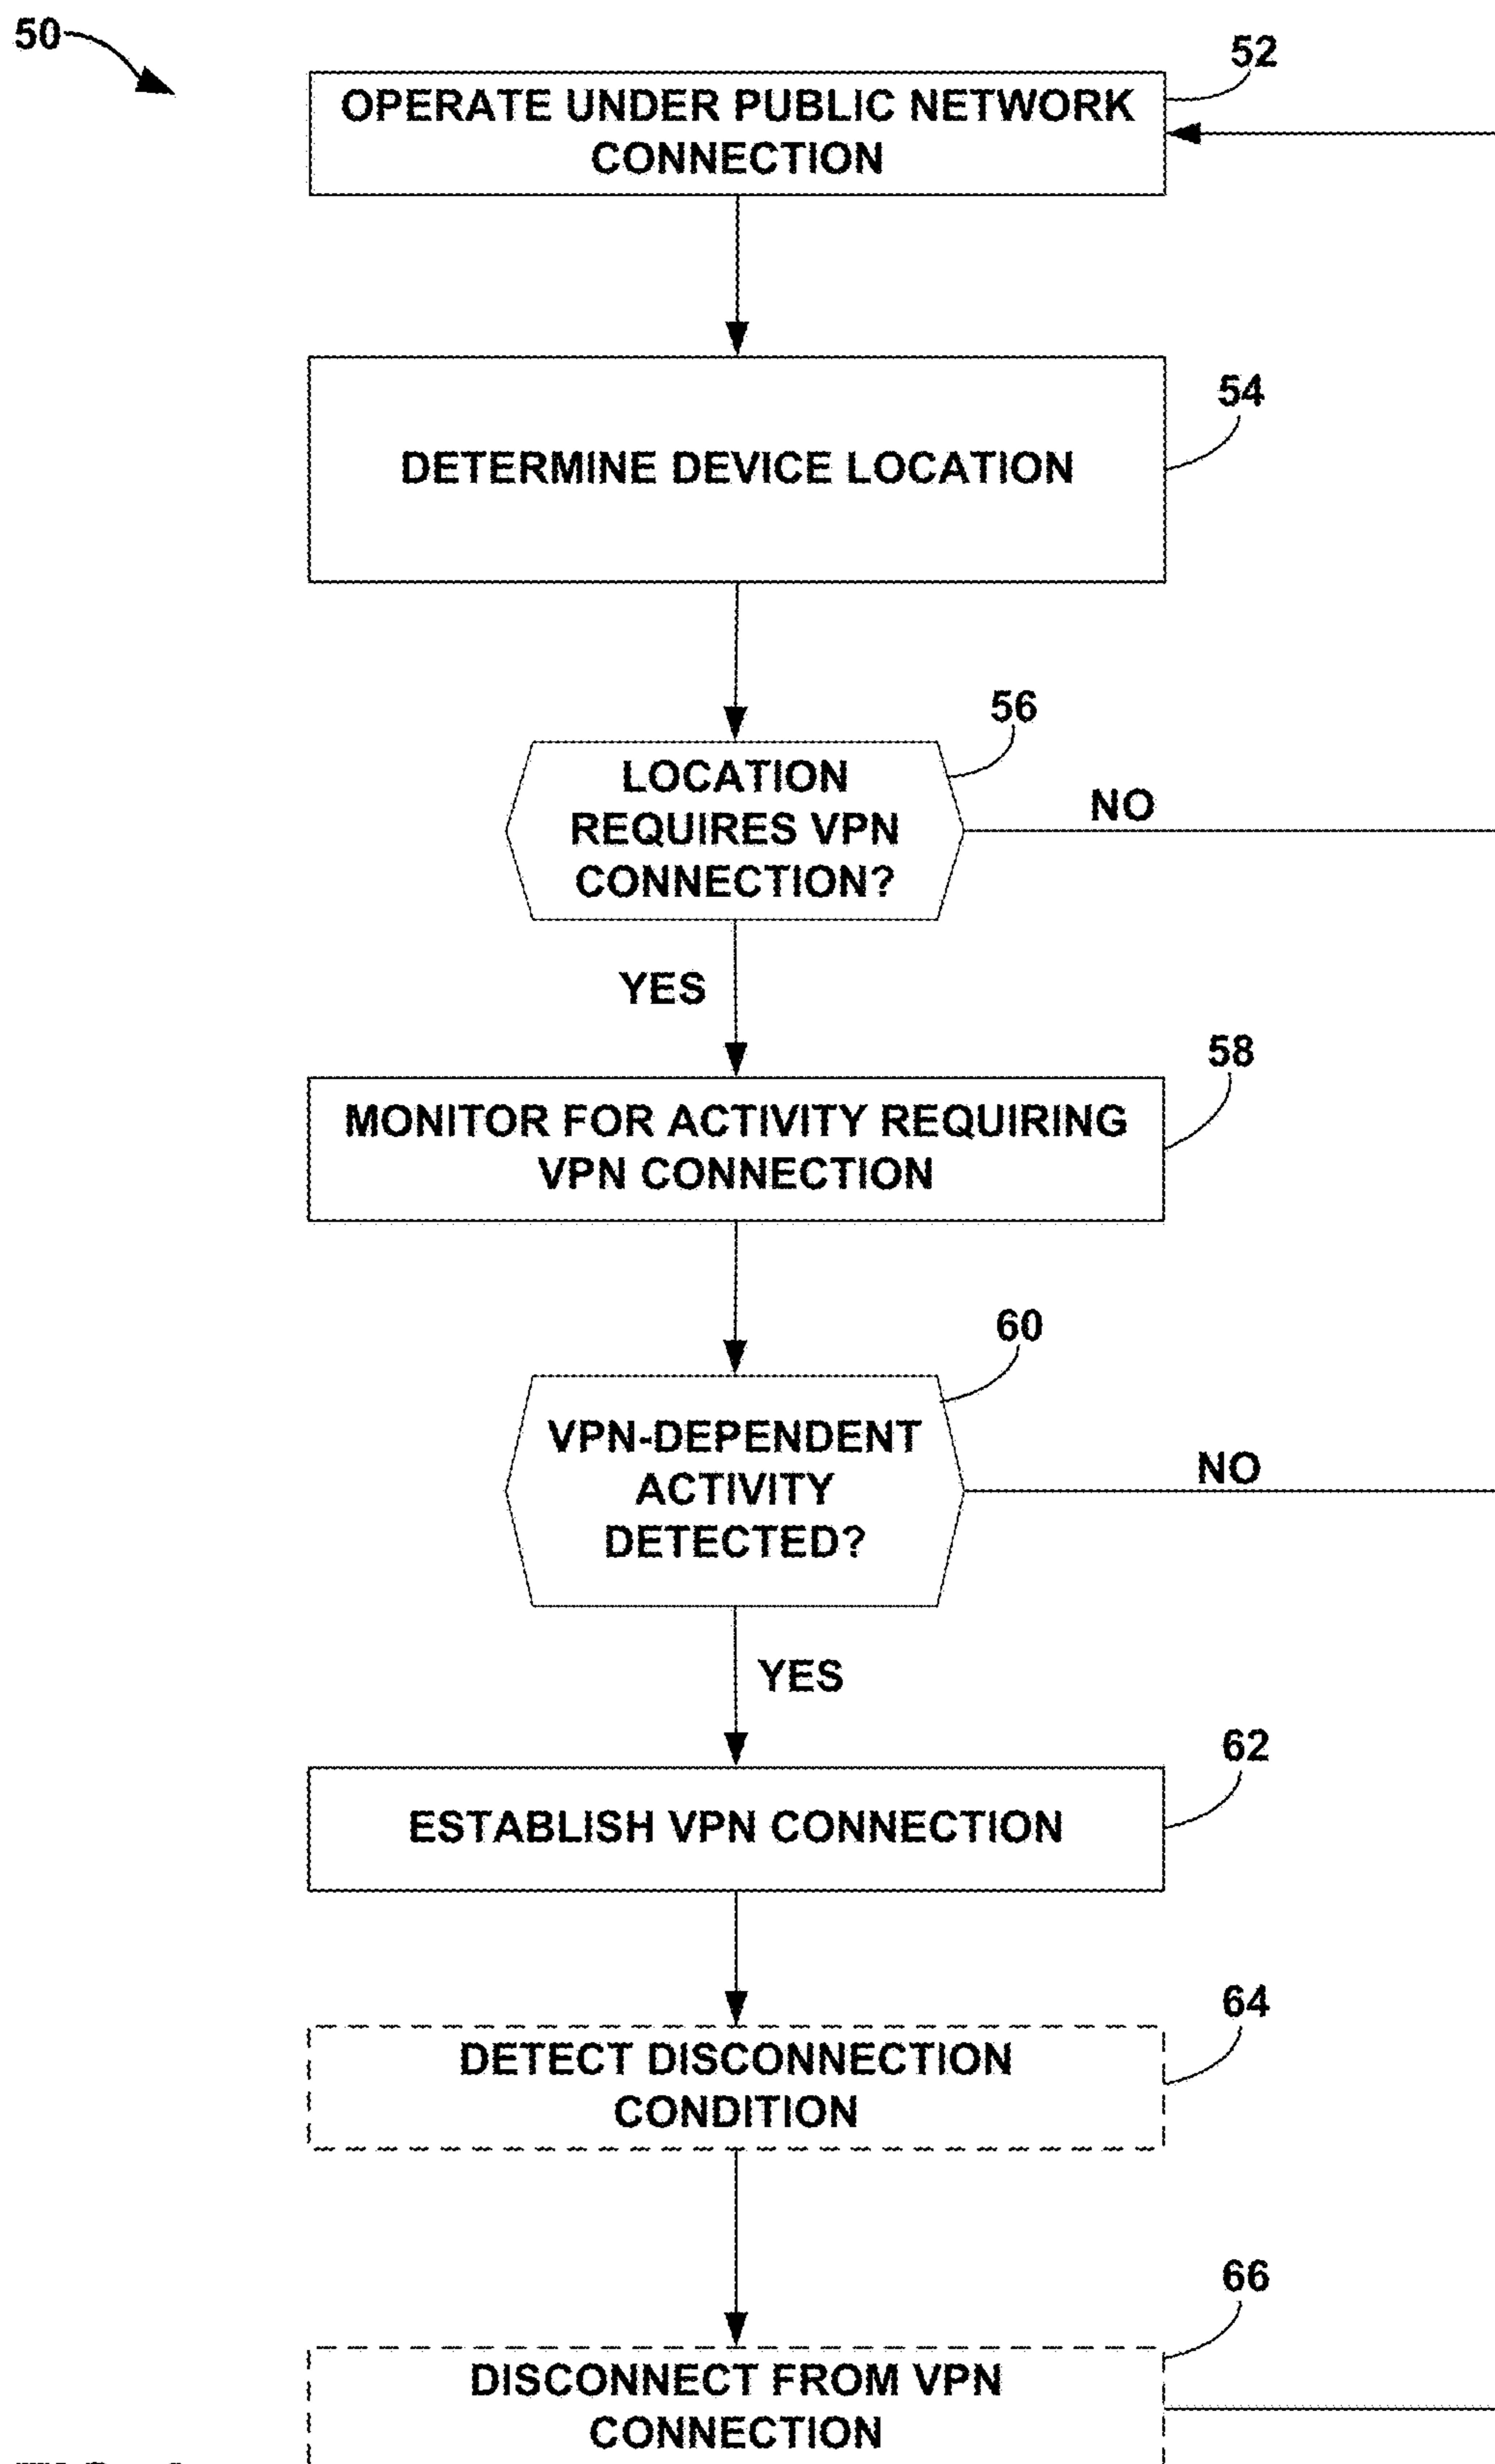 50
52
OPERATE UNDER PUBLIC NETWORK
CONNECTION
54
DETERMINE DEVICE LOCATION
56
LOCATION
REQUIRES VPN
CONNECTION?
NO
YES
58
MONITOR FOR ACTIVITY REQUIRING
VPN CONNECTION
60
VPN-DEPENDENT
ACTIVITY
DETECTED?
NO
YES
62
ESTABLISH VPN CONNECTION
64
DETECT DISCONNECTION
CONDITION
66
DISCONNECT FROM VPN
CONNECTION